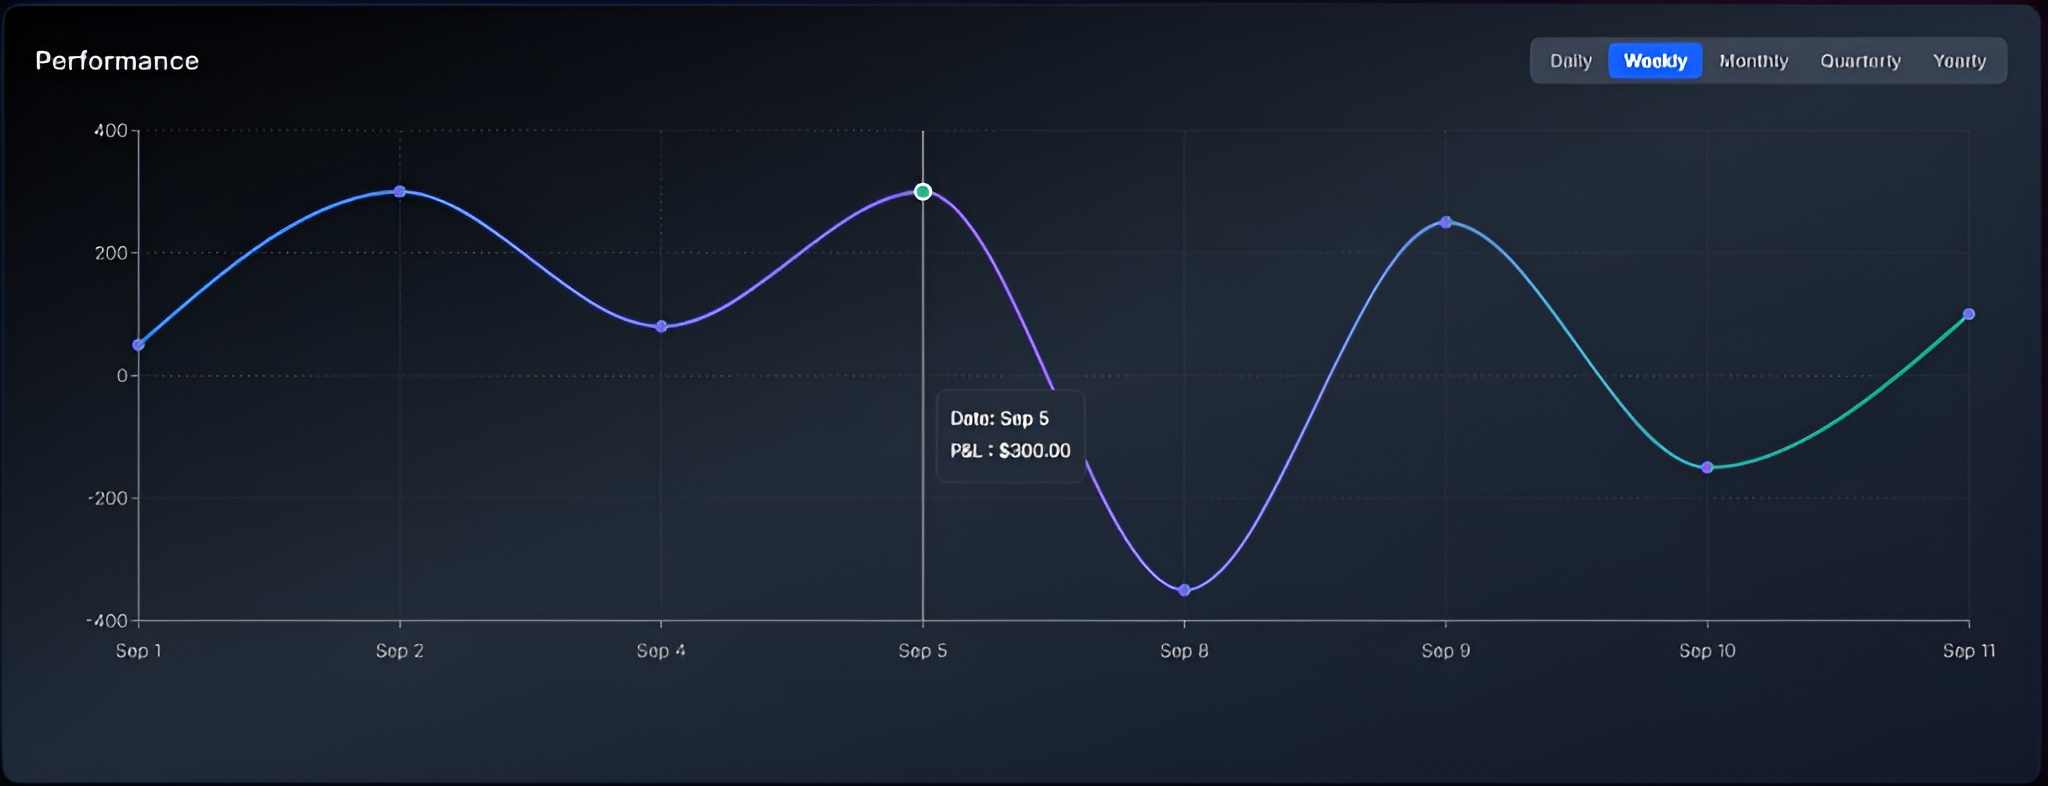 Performance
Daily Weekly Monthly Quarterly Yearly
400
200
0
-200
-400
Date: Sep 5
P&L : $300.00
Sep 1 Sep 2 Sep 4 Sep 5 Sep 8 Sep 9 Sep 10 Sep 11